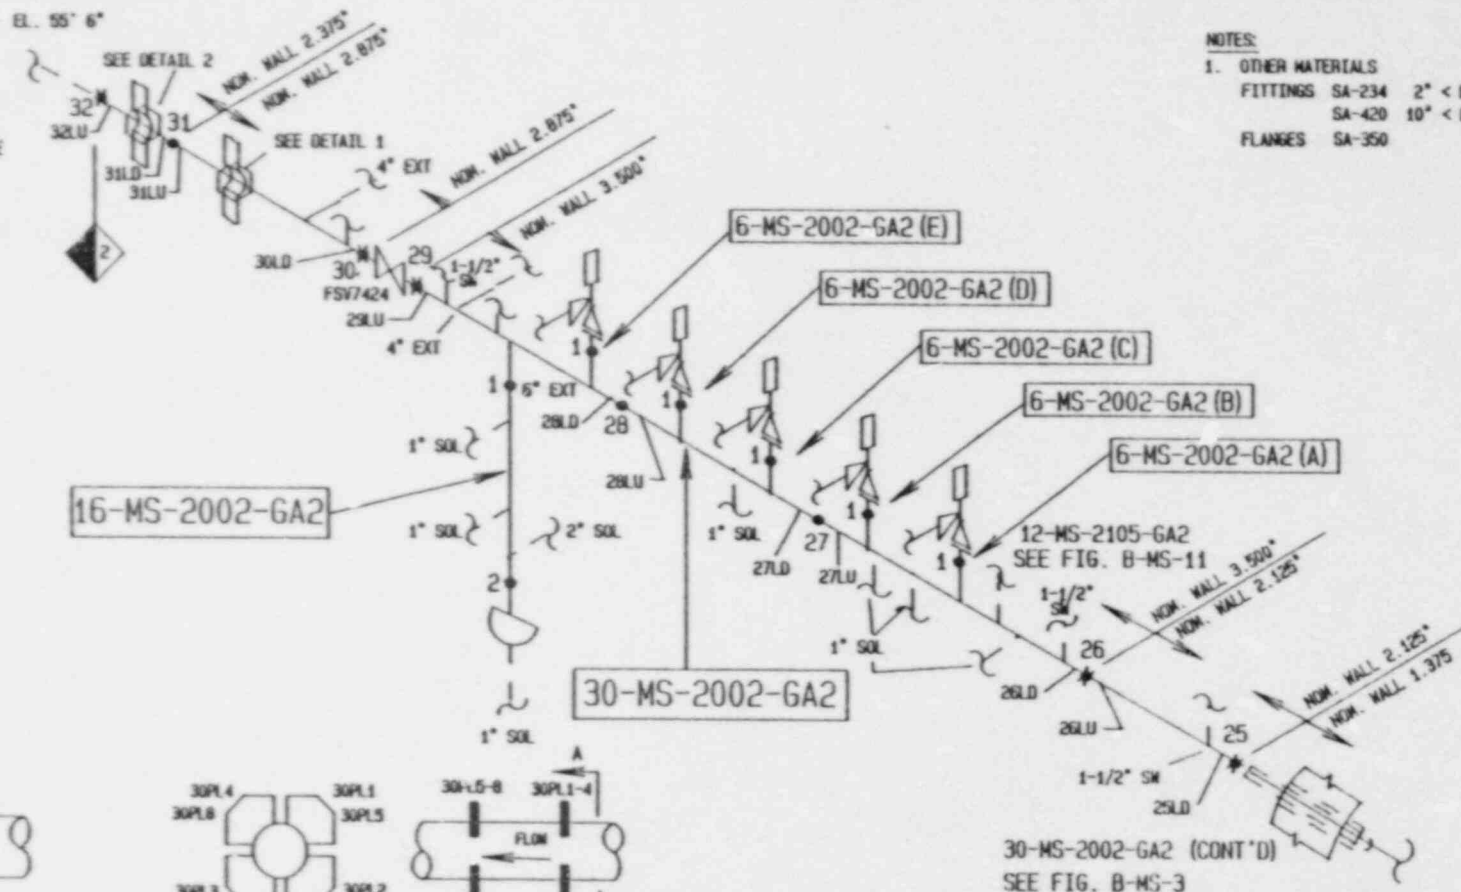 EL. 55' 6"
SEE DETAIL 2
NOM. WALL 2.375"
NOM. WALL 2.875"
32
32LU
31
31LD
31LU
SEE DETAIL 1
4" EXT
NOM. WALL 2.875"
NOM. WALL 3.500"
2
30LD
30
FSV7424
29
29LU
1-1/2"
SW
4" EXT
NOTES:
1. OTHER MATERIALS
FITTINGS SA-234 2" <
SA-420 10" <
FLANGES SA-350
6-MS-2002-GA2 (E)
6-MS-2002-GA2 (D)
6-MS-2002-GA2 (C)
6-MS-2002-GA2 (B)
6-MS-2002-GA2 (A)
1
1
1
1
1
1
6" EXT
28LD
28
28LU
1" SOL
16-MS-2002-GA2
1" SOL
2" SOL
2
1" SOL
1" SOL
27LD
27
27LU
12-MS-2105-GA2
SEE FIG. B-MS-11
1-1/2"
SW
NOM. WALL 3.500"
NOM. WALL 2.125"
1" SOL
26
26LD
26LU
NOM. WALL 2.125"
NOM. WALL 1.375
30-MS-2002-GA2
25
1-1/2" SW
25LD
30-MS-2002-GA2 (CONT'D)
SEE FIG. B-MS-3
30PL4
30PL1
30PL8
30PL5
30PL3
30PL2
30PL5-8
30PL1-4
A
FLOW